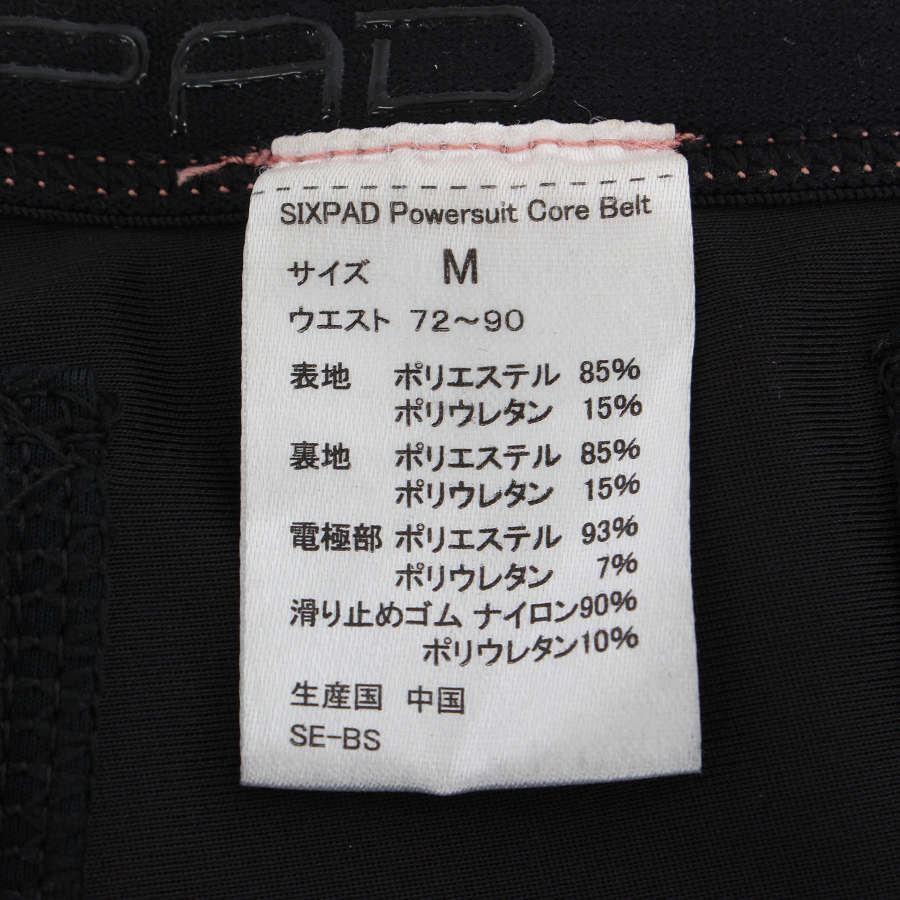 PAD
SIXPAD Powersuit Core Belt
サイズ M
ウエスト 72～90
表地 ポリエステル 85%
ポリウレタン 15%
裏地 ポリエステル 85%
ポリウレタン 15%
電極部 ポリエステル 93%
ポリウレタン 7%
滑り止めゴム ナイロン90%
ポリウレタン10%
生産国 中国
SE-BS